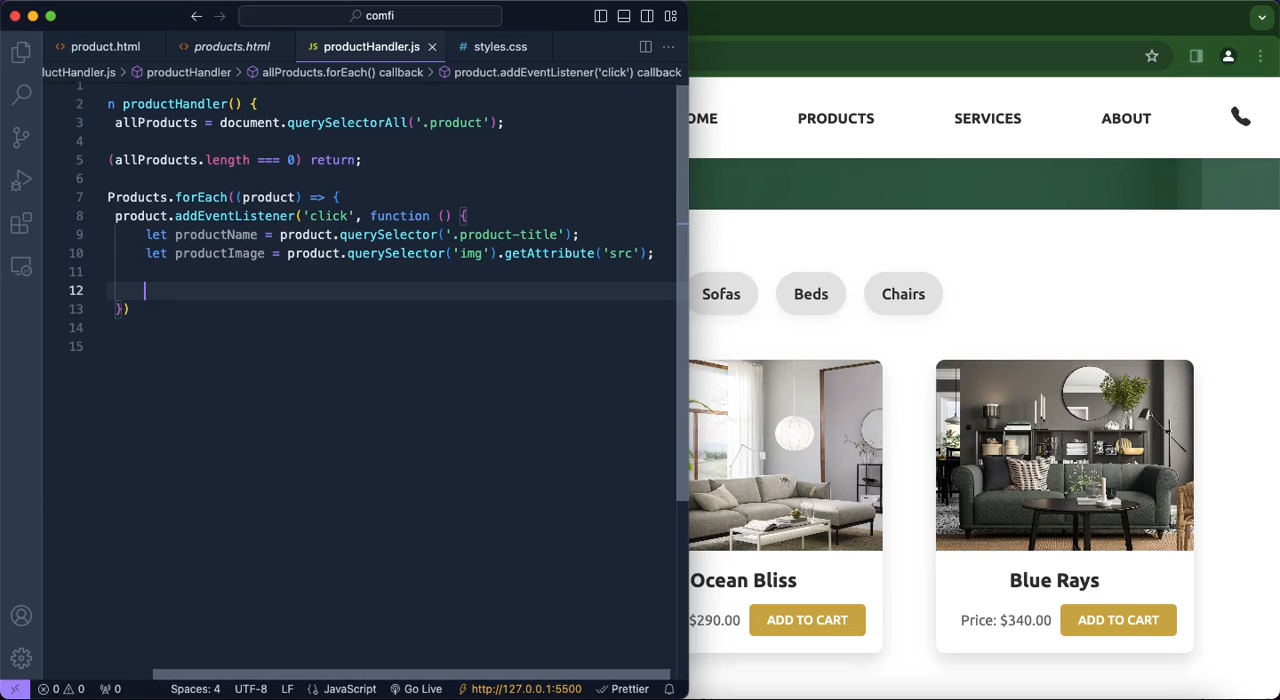 comfi
product.html
products.html
JS productHandler.js
# styles.css
uctHandler.js > productHandler > allProducts.forEach() callback > product.addEventListener('click') callback
1
2 n productHandler() {
3 allProducts = document.querySelectorAll('.product');
4
5 (allProducts.length === 0) return;
6
7 Products.forEach((product) => {
8 product.addEventListener('click', function () {
9 let productName = product.querySelector('.product-title');
10 let productImage = product.querySelector('img').getAttribute('src');
11
12
13 })
14
15
0 0 0 Spaces: 4 UTF-8 LF JavaScript Go Live http://127.0.0.1:5500 Prettier
OME PRODUCTS SERVICES ABOUT
Sofas Beds Chairs
Ocean Bliss
$290.00 ADD TO CART
Blue Rays
Price: $340.00 ADD TO CART